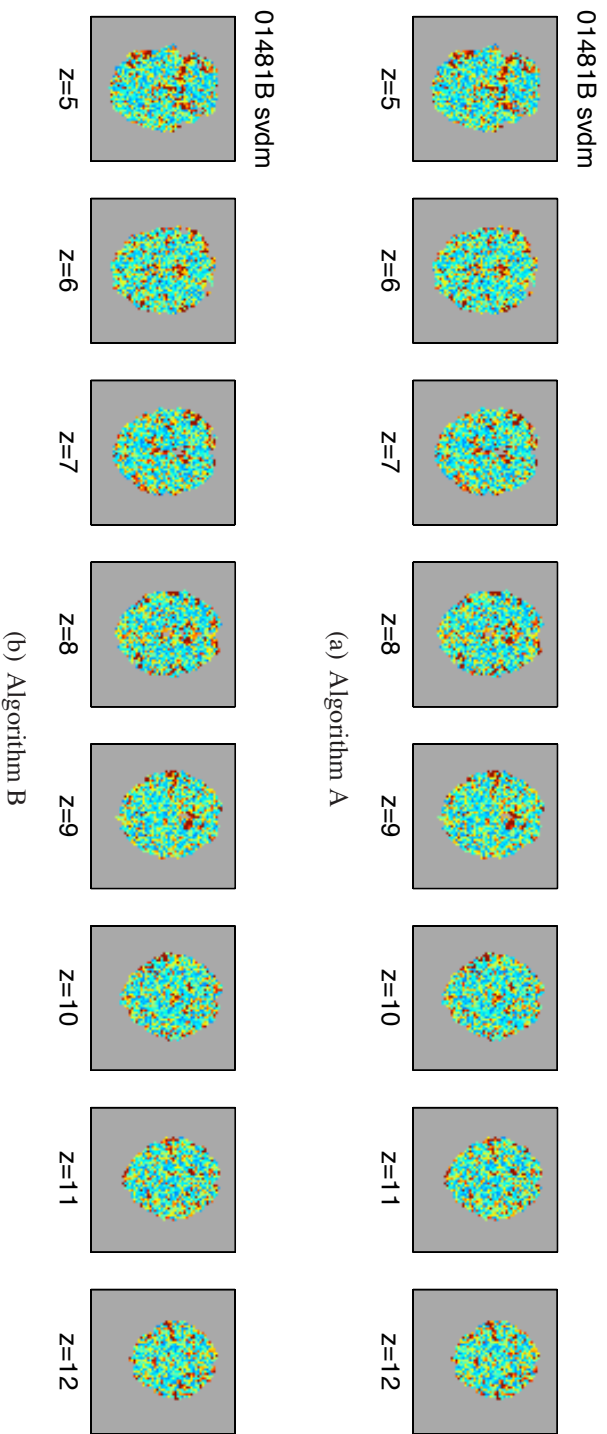 01481B svdm
z=5 z=6 z=7 z=8 z=9 z=10 z=11 z=12
(a) Algorithm A
01481B svdm
z=5 z=6 z=7 z=8 z=9 z=10 z=11 z=12
(b) Algorithm B